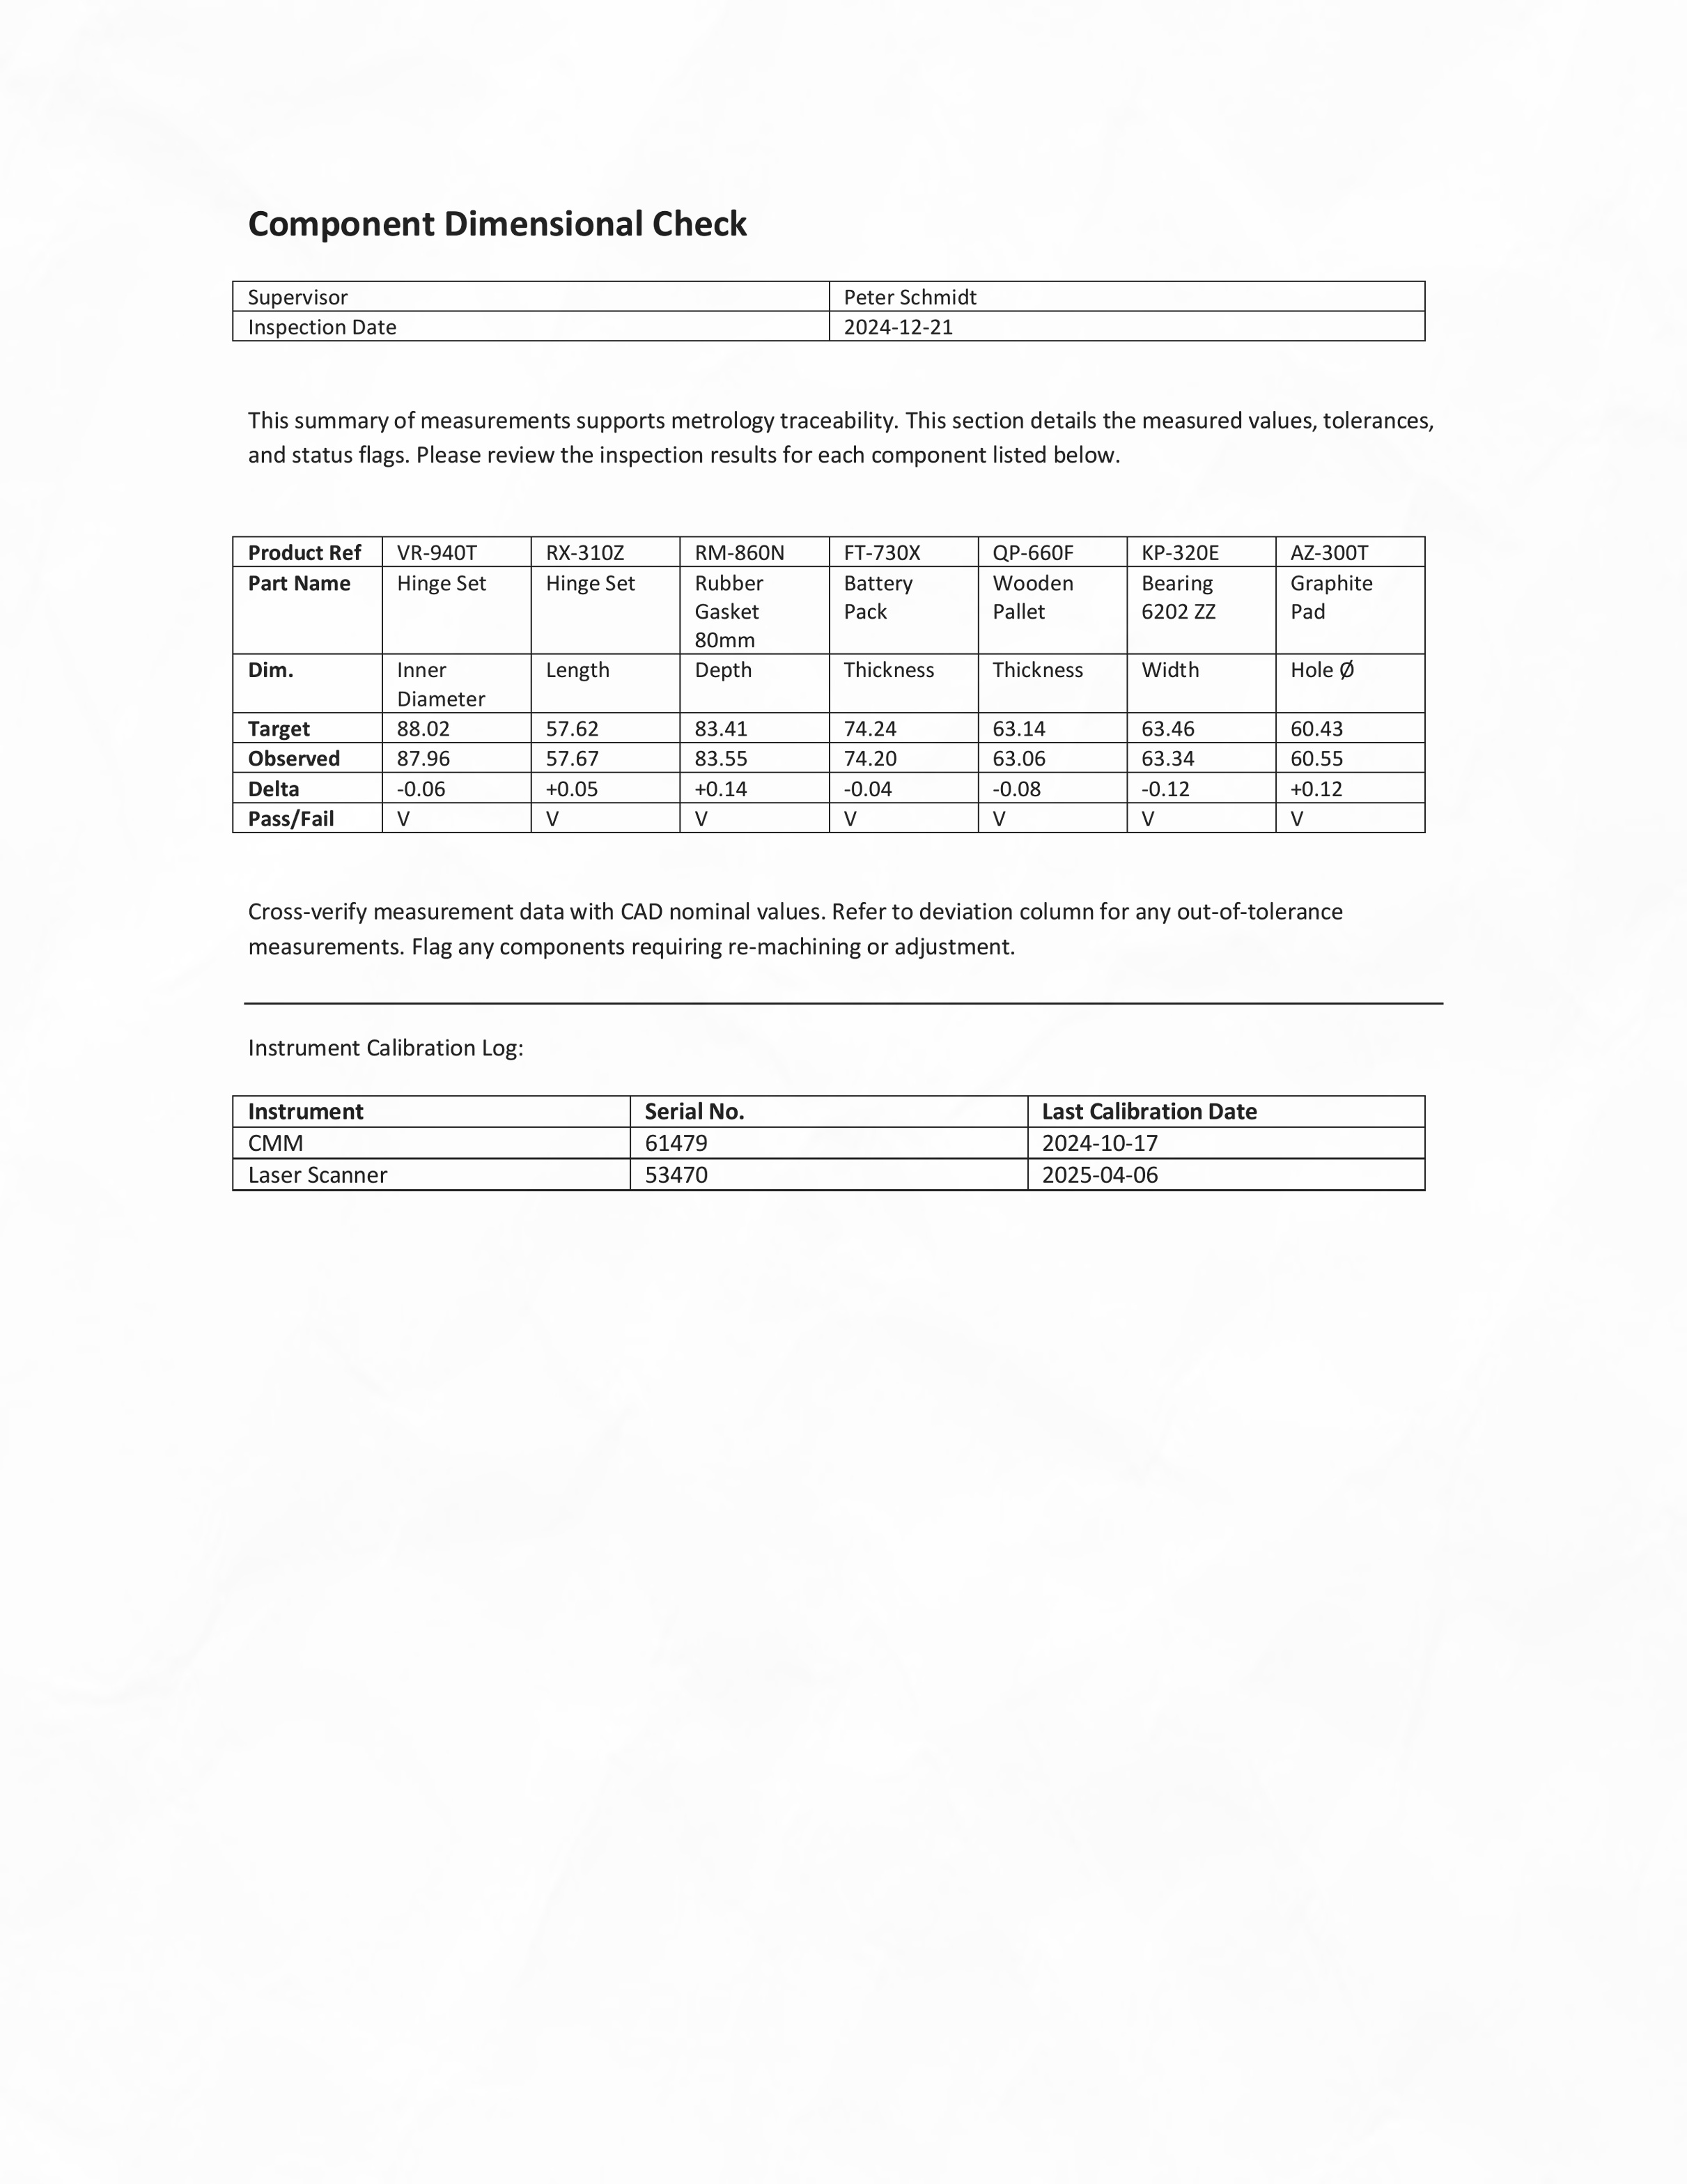 Component Dimensional Check
Supervisor Peter Schmidt
Inspection Date 2024-12-21
This summary of measurements supports metrology traceability. This section details the measured values, tolerances,
and status flags. Please review the inspection results for each component listed below.
Product Ref VR-940T RX-310Z RM-860N FT-730X QP-660F KP-320E AZ-300T
Part Name Hinge Set Hinge Set Rubber Battery Wooden Bearing Graphite
Gasket Pack Pallet 6202 ZZ Pad
80mm
Dim. Inner Length Depth Thickness Thickness Width Hole Ø
Diameter
Target 88.02 57.62 83.41 74.24 63.14 63.46 60.43
Observed 87.96 57.67 83.55 74.20 63.06 63.34 60.55
Delta -0.06 +0.05 +0.14 -0.04 -0.08 -0.12 +0.12
Pass/Fail V V V V V V V
Cross-verify measurement data with CAD nominal values. Refer to deviation column for any out-of-tolerance
measurements. Flag any components requiring re-machining or adjustment.
Instrument Calibration Log:
Instrument Serial No. Last Calibration Date
CMM 61479 2024-10-17
Laser Scanner 53470 2025-04-06